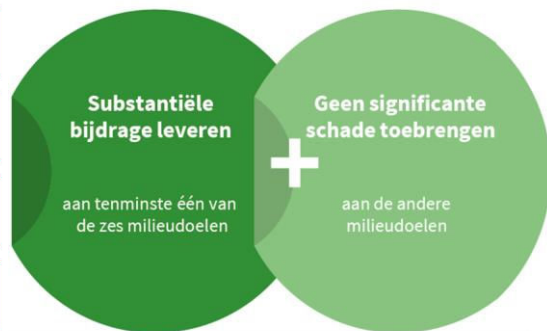 Substantiële
bijdrage leveren
aan tenminste één van
de zes milieudoelen
+
Geen significante
schade toebrengen
aan de andere
milieudoelen